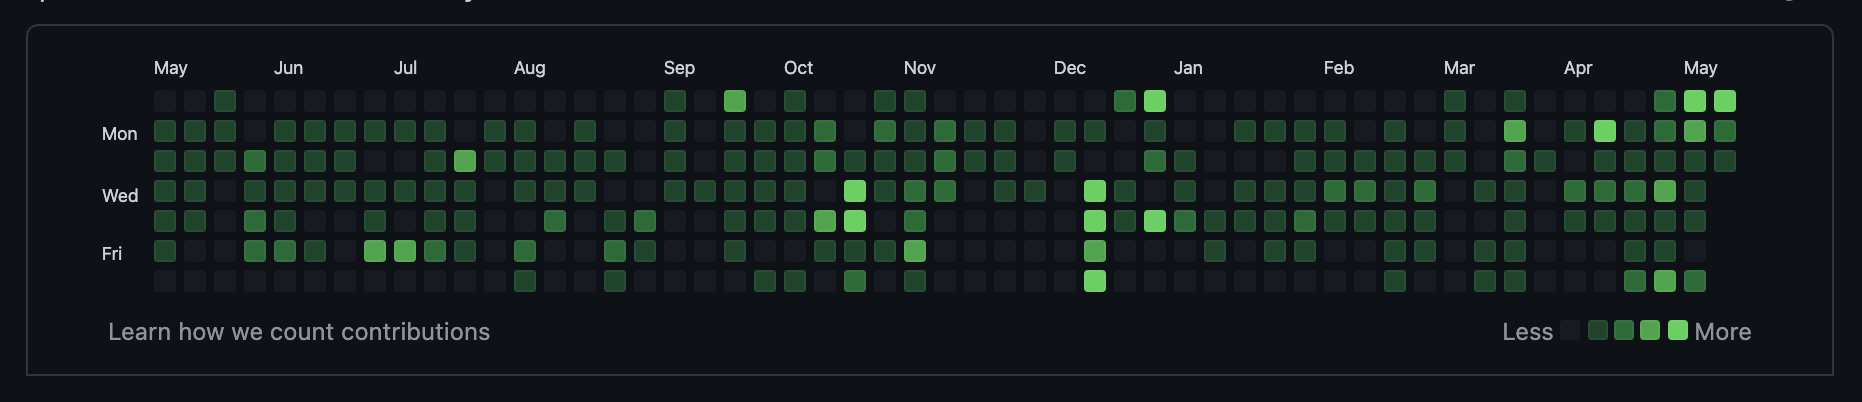 May Jun Jul Aug Sep Oct Nov Dec Jan Feb Mar Apr May
Mon
Wed
Fri
Learn how we count contributions
Less More